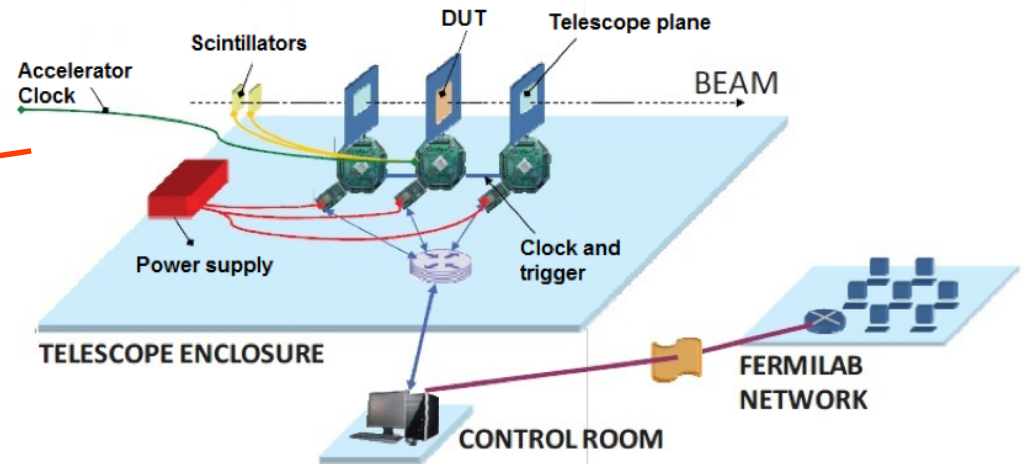 DUT
Telescope plane
Scintillators
Accelerator
Clock
BEAM
Power supply
Clock and
trigger
TELESCOPE ENCLOSURE
FERMILAB
NETWORK
CONTROL ROOM